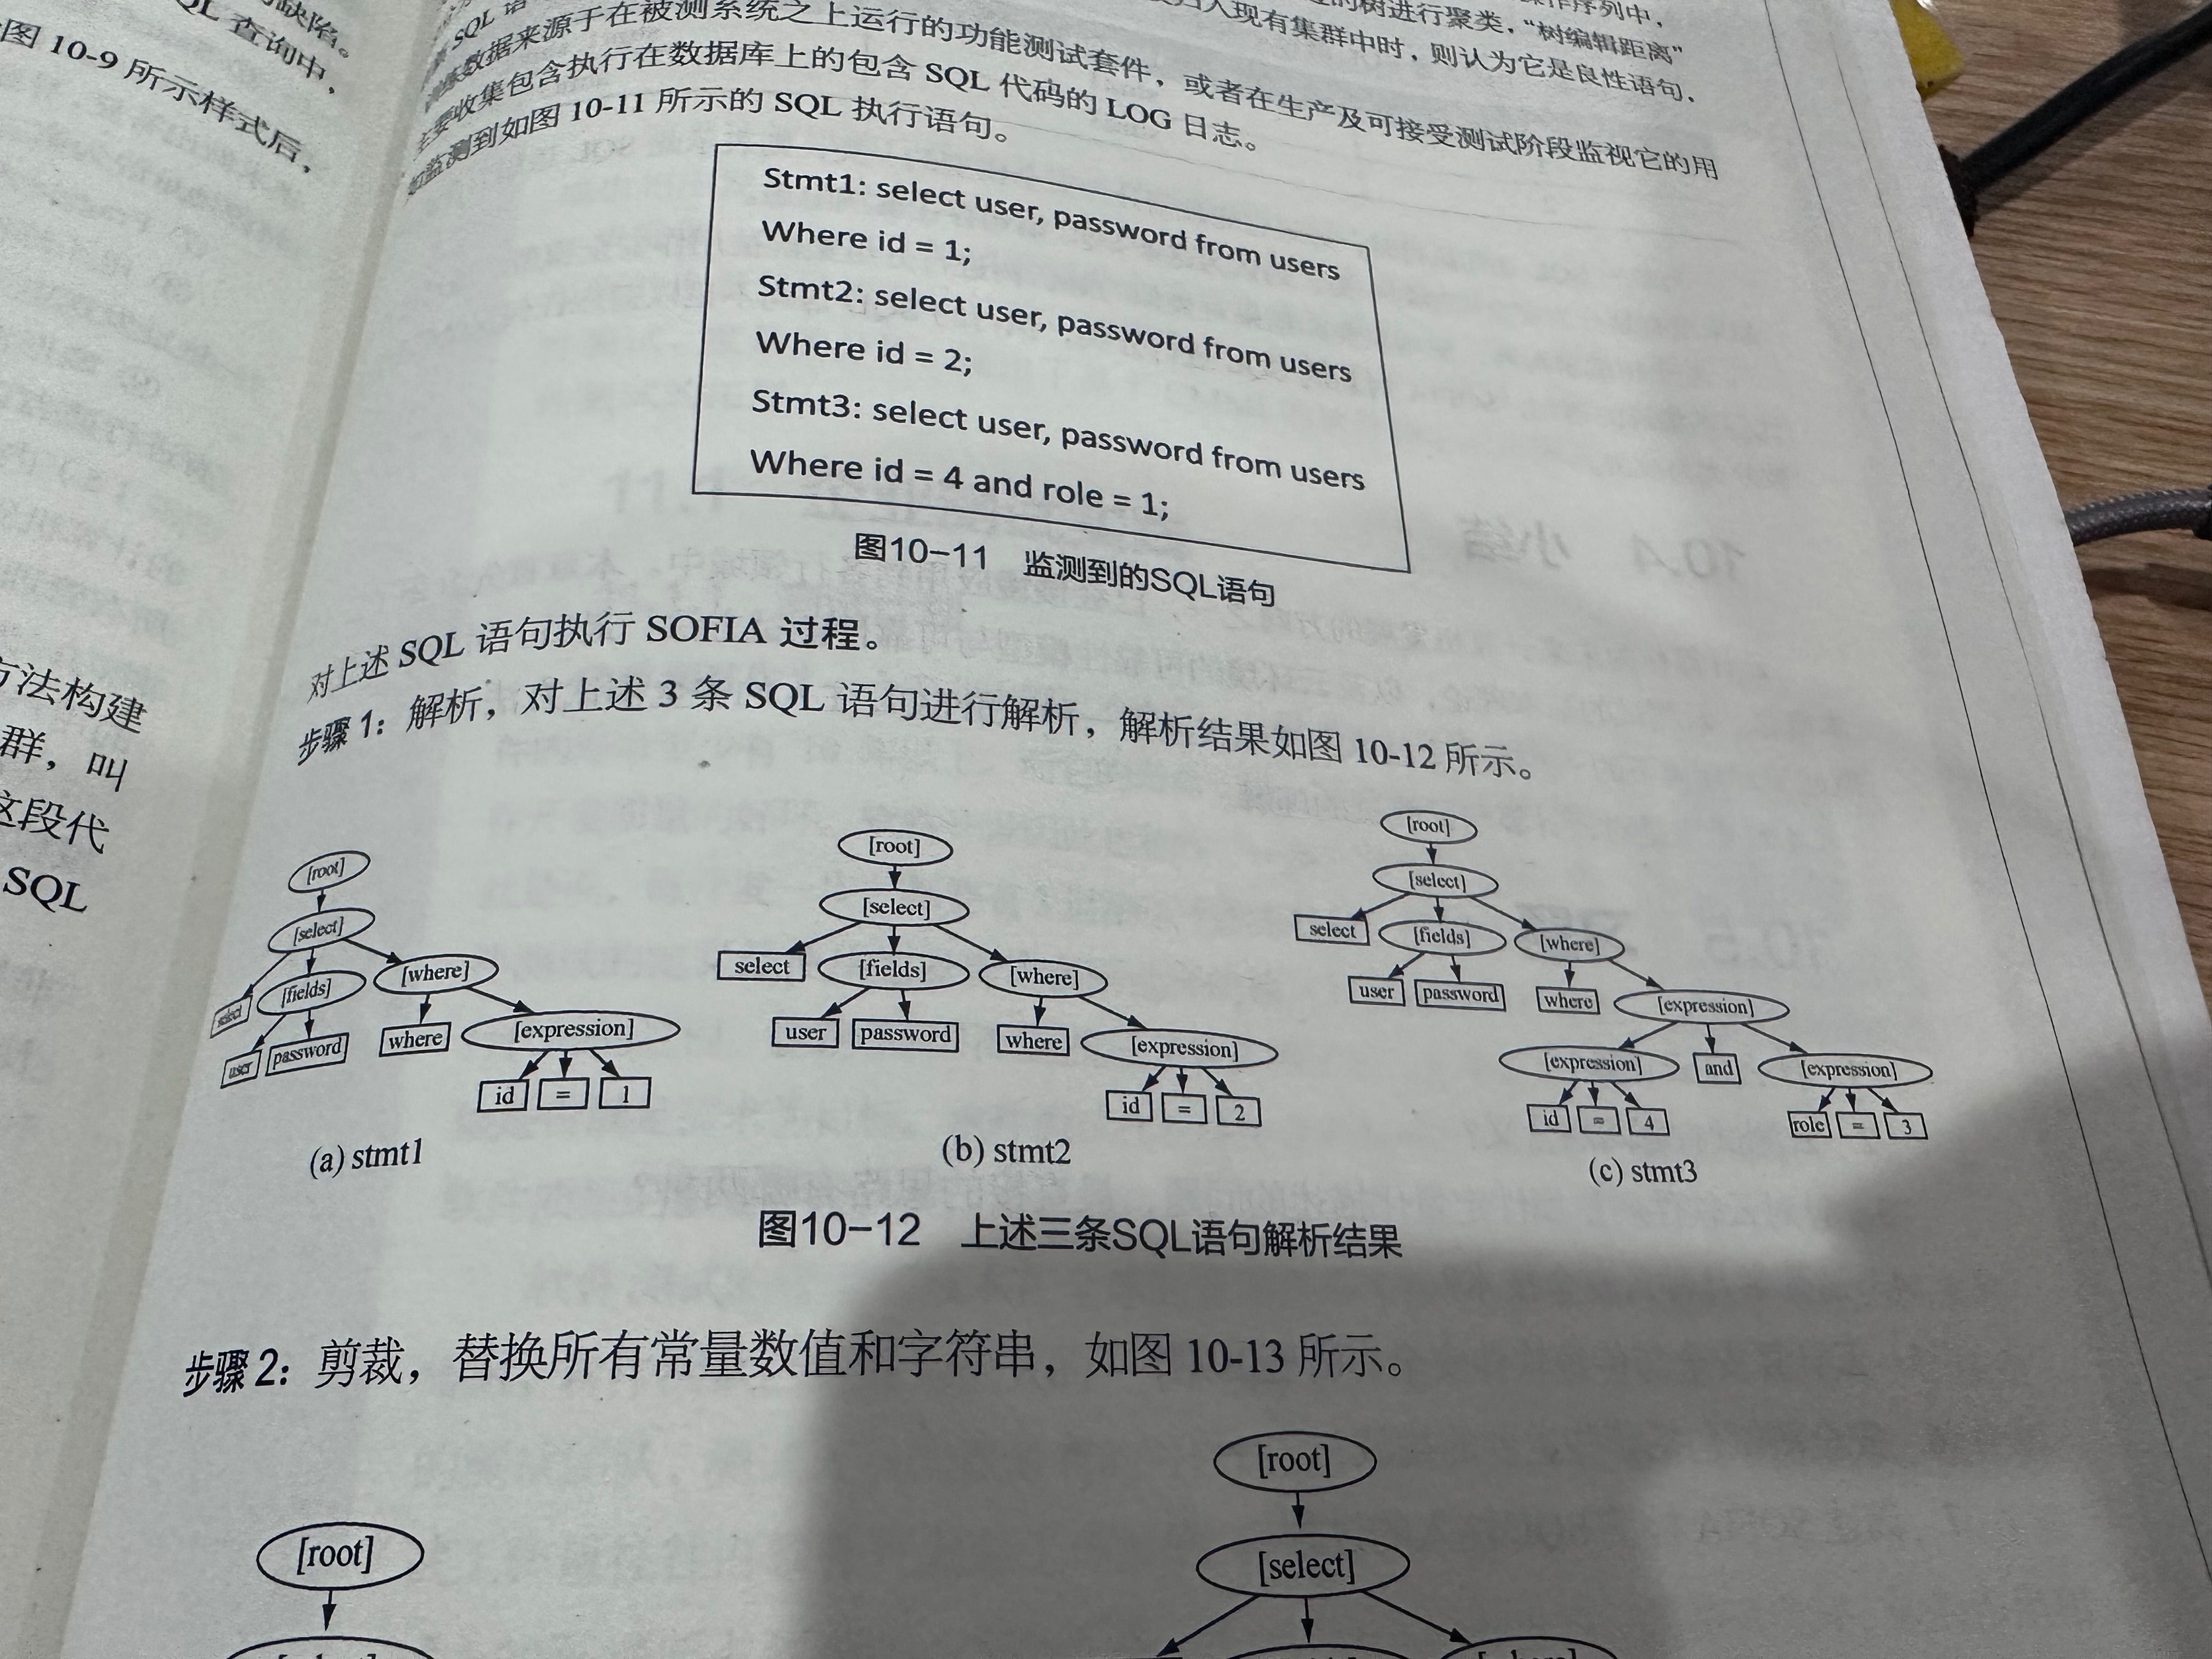 缺陷。
QL 查询中，
图 10-9 所示样式后，
方法构建
群，叫
这段代
SQL
操作序列中，
的树进行聚类，“树编辑距离”
归入现有集群中时，则认为它是良性语句，
SQL 语
数据来源于在被测系统之上运行的功能测试套件，或者在生产及可接受测试阶段监视它的用
主要收集包含执行在数据库上的包含 SQL 代码的 LOG 日志。
如监测到如图 10-11 所示的 SQL 执行语句。
Stmt1: select user, password from users
Where id = 1;
Stmt2: select user, password from users
Where id = 2;
Stmt3: select user, password from users
Where id = 4 and role = 1;
图10-11 监测到的SQL语句
对上述 SQL 语句执行 SOFIA 过程。
步骤 1：解析，对上述 3 条 SQL 语句进行解析，解析结果如图 10-12 所示。
[root]
[select]
select [fields] [where]
user password where [expression]
id = 1
(a) stmt1
[root]
[select]
select [fields] [where]
user password where [expression]
id = 2
(b) stmt2
[root]
[select]
select [fields] [where]
user password where [expression]
[expression] and [expression]
id = 4 role = 3
(c) stmt3
图10-12 上述三条SQL语句解析结果
步骤 2：剪裁，替换所有常量数值和字符串，如图 10-13 所示。
[root]
[root]
[select]